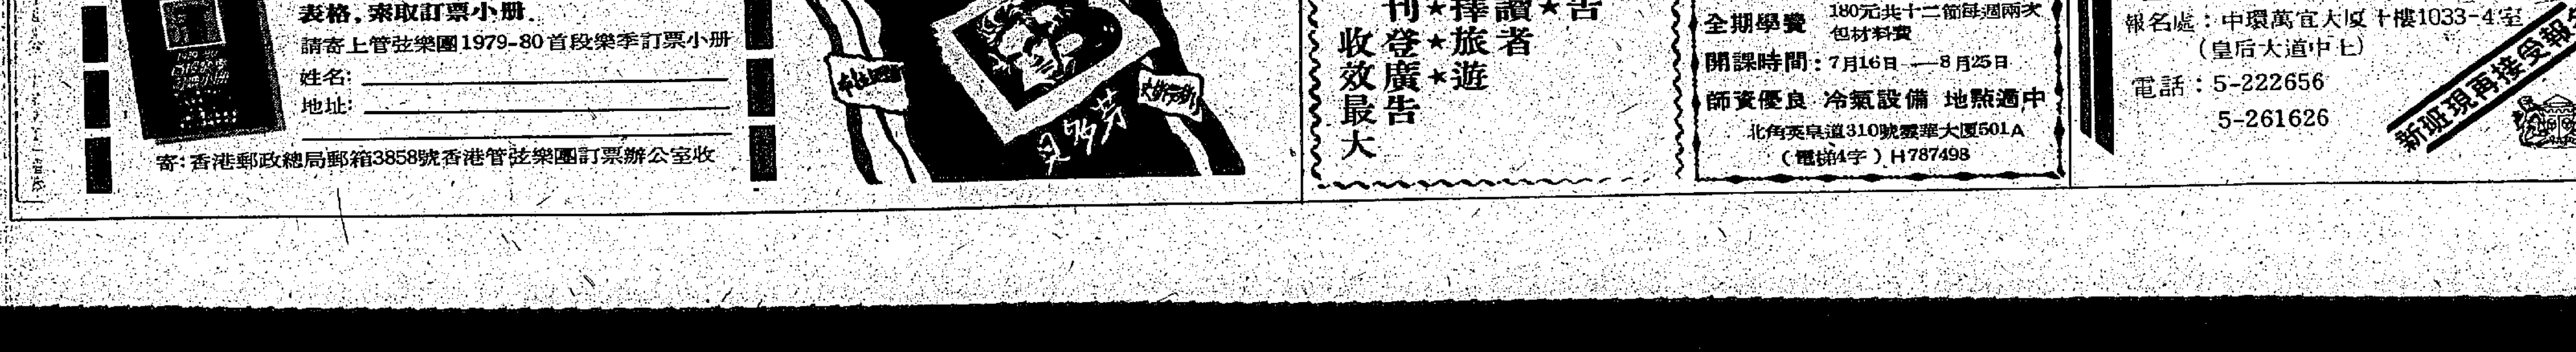 表格，索取訂票小册。
請寄上管弦樂團1979-80首段樂季訂票小册
姓名:
地址:
寄:香港郵政總局郵箱3858號香港管弦樂團訂票辦公室收
貝多芬
刊登廣告
收效最大
★擇★旅★遊
讀者
★告
180元共十二節每週兩次
全期學費
包材料費
開課時間：7月16日 — 8月25日
師資優良 冷氣設備 地點適中
北角英皇道310號雲華大厦501A
（電梯4字）H787498
報名處：中環萬宜大厦十樓1033-4室
（皇后大道中上）
電話：5-222656
5-261626
新班現再接受報